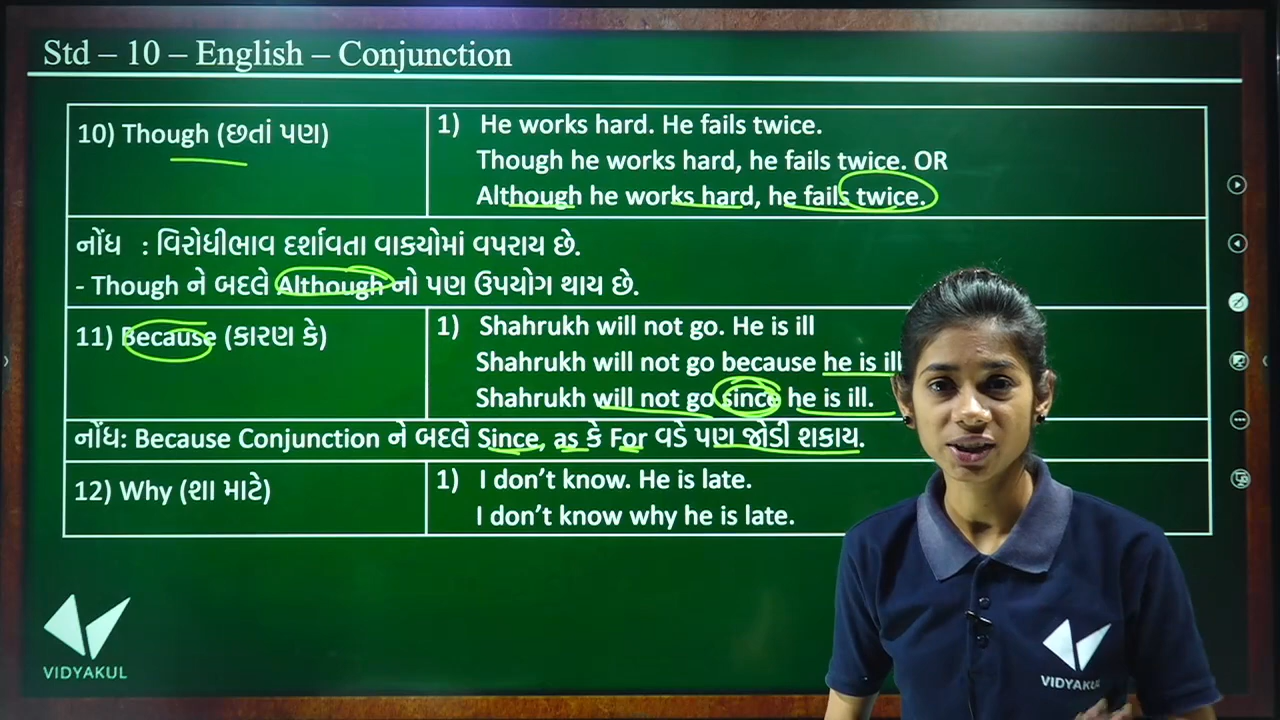 Std – 10 – English – Conjunction
10) Though (છતાં પણ)
1) He works hard. He fails twice.
Though he works hard, he fails twice. OR
Although he works hard, he fails twice.
નોંધ : વિરોધીભાવ દર્શાવતા વાકયોમાં વપરાય છે.
- Though ને બદલે Although નો પણ ઉપયોગ થાય છે.
11) Because (કારણ કે)
1) Shahrukh will not go. He is ill
Shahrukh will not go because he is ill
Shahrukh will not go since he is ill.
નોંધ: Because Conjunction ને બદલે Since, as કે For વડે પણ જોડી શકાય.
12) Why (શા માટે)
1) I don’t know. He is late.
I don’t know why he is late.
VIDYAKUL
VIDYAKUL